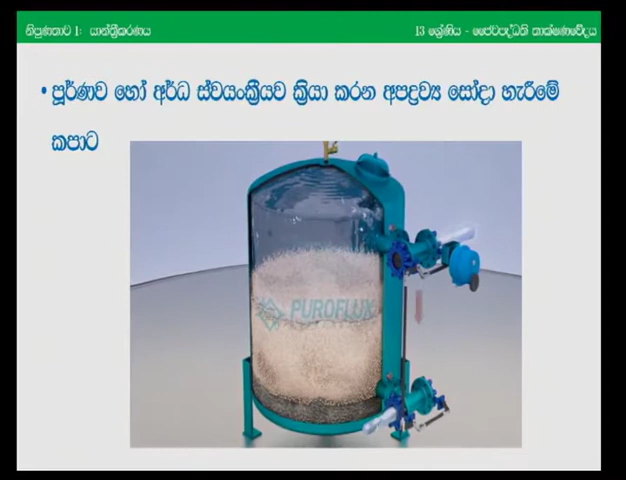 නිපුණතාව 1: යාන්ත්‍රීකරණය
13 ශ්‍රේණිය - ජෛවපද්ධති තාක්ෂණවේදය
• පූර්ණව හෝ අර්ධ ස්වයංක්‍රීයව ක්‍රියා කරන අපද්‍රව්‍ය සෝදා හැරීමේ
කපාට
PUROFLUX